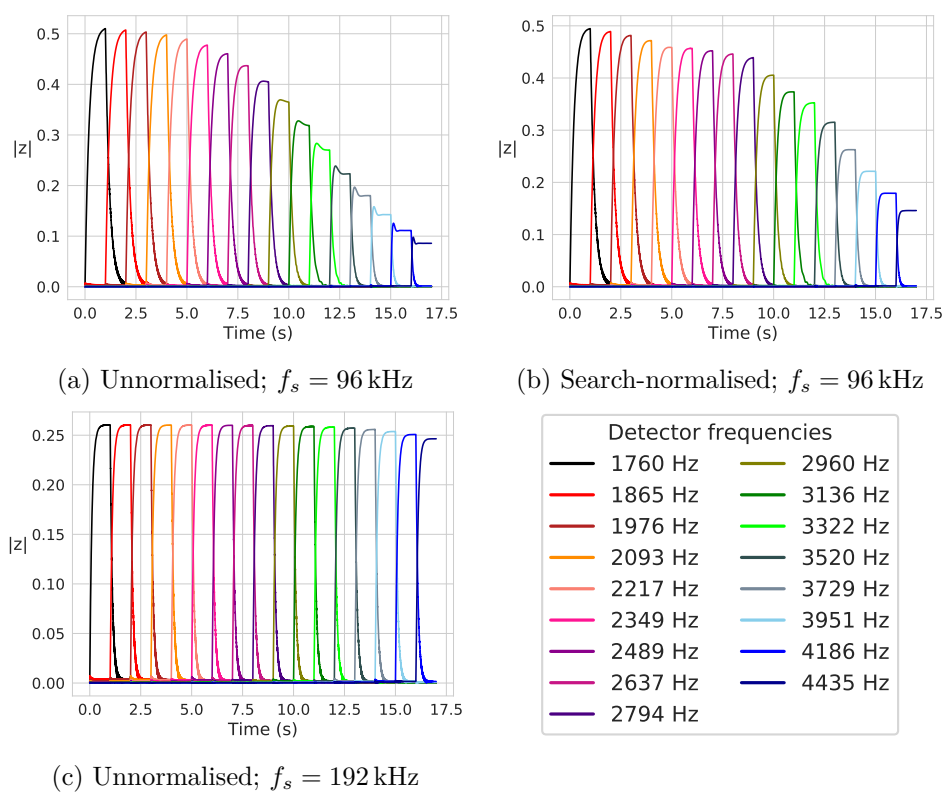 0.5
0.4
0.3
|z|
0.2
0.1
0.0
0.0 2.5 5.0 7.5 10.0 12.5 15.0 17.5
Time (s)
(a) Unnormalised; fs = 96 kHz
0.5
0.4
0.3
|z|
0.2
0.1
0.0
0.0 2.5 5.0 7.5 10.0 12.5 15.0 17.5
Time (s)
(b) Search-normalised; fs = 96 kHz
0.25
0.20
0.15
|z|
0.10
0.05
0.00
0.0 2.5 5.0 7.5 10.0 12.5 15.0 17.5
Time (s)
(c) Unnormalised; fs = 192 kHz
Detector frequencies
1760 Hz
1865 Hz
1976 Hz
2093 Hz
2217 Hz
2349 Hz
2489 Hz
2637 Hz
2794 Hz
2960 Hz
3136 Hz
3322 Hz
3520 Hz
3729 Hz
3951 Hz
4186 Hz
4435 Hz